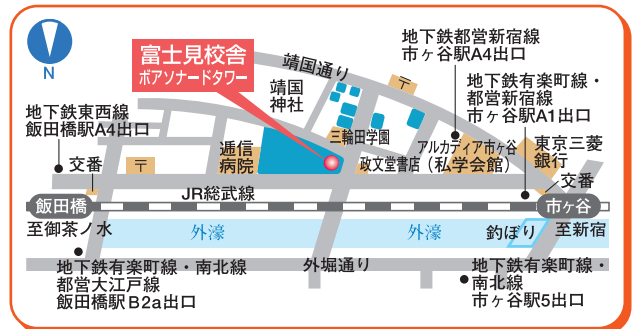 N
富士見校舎
ボアソナードタワー
靖国通り
靖国
神社
〒
地下鉄都営新宿線
市ヶ谷駅A4出口
地下鉄有楽町線・
都営新宿線
市ヶ谷駅A1出口
地下鉄東西線
飯田橋駅A4出口
交番
〒
逓信
病院
三輪田学園
政文堂書店
アルカディア市ヶ谷
（私学会館）
東京三菱
銀行
交番
JR総武線
飯田橋
市ヶ谷
至御茶ノ水
外濠
外濠
釣ぼり
至新宿
地下鉄有楽町線・南北線
都営大江戸線
飯田橋駅B2a出口
外堀通り
地下鉄有楽町線・
南北線
市ヶ谷駅5出口